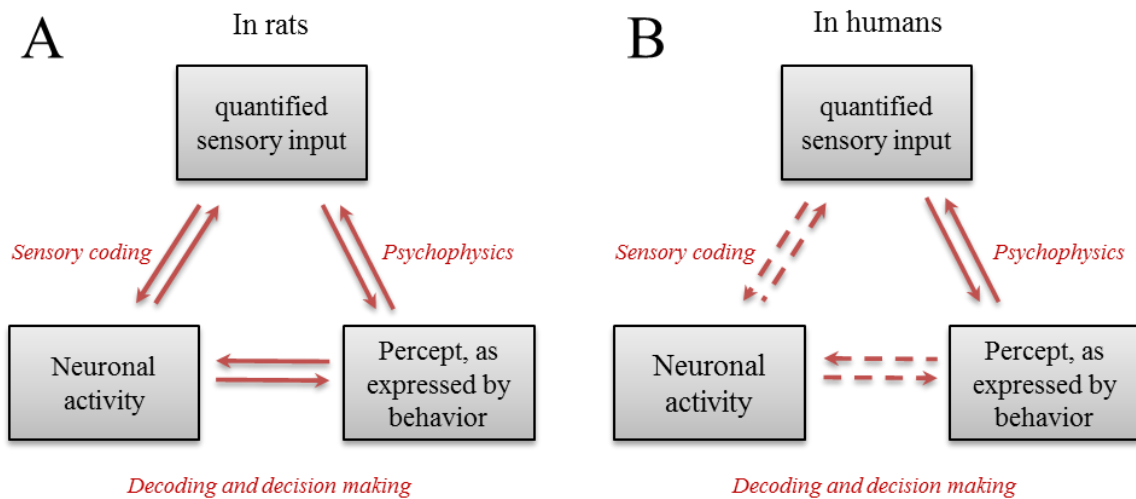 A
In rats
quantified
sensory input
Sensory coding
Psychophysics
Neuronal
activity
Percept, as
expressed by
behavior
Decoding and decision making
B
In humans
quantified
sensory input
Sensory coding
Psychophysics
Neuronal
activity
Percept, as
expressed by
behavior
Decoding and decision making